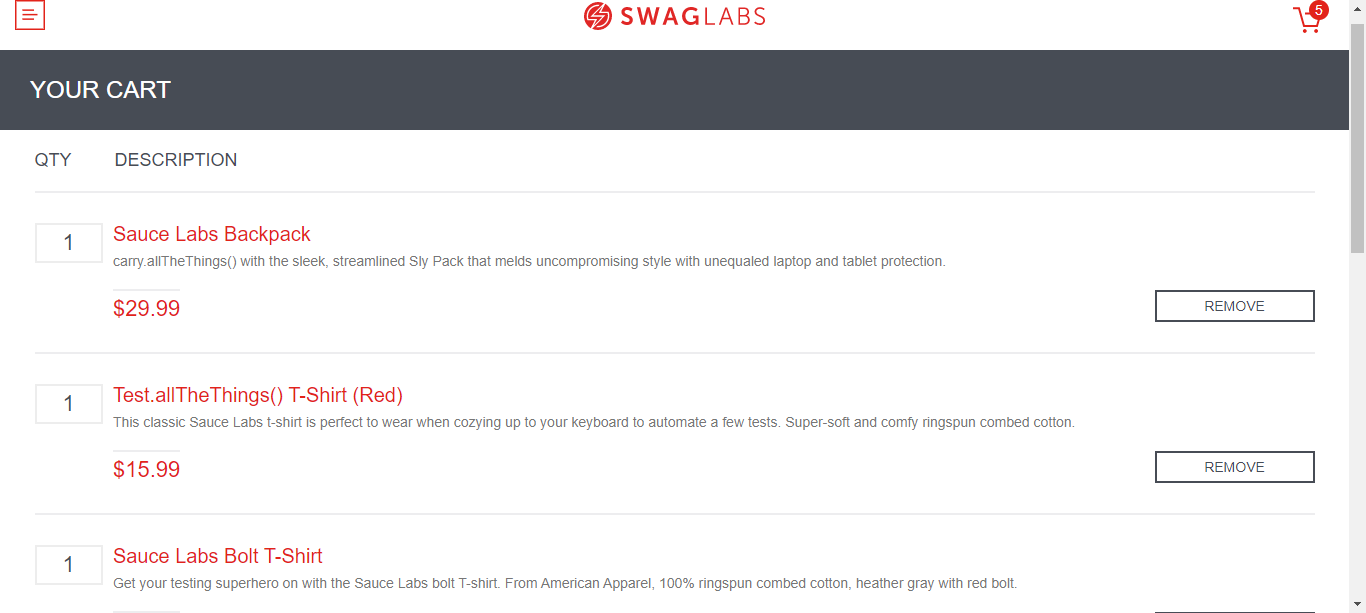 SWAGLABS
5
YOUR CART
QTY DESCRIPTION
1 Sauce Labs Backpack
carry.allTheThings() with the sleek, streamlined Sly Pack that melds uncompromising style with unequaled laptop and tablet protection.
$29.99 REMOVE
1 Test.allTheThings() T-Shirt (Red)
This classic Sauce Labs t-shirt is perfect to wear when cozying up to your keyboard to automate a few tests. Super-soft and comfy ringspun combed cotton.
$15.99 REMOVE
1 Sauce Labs Bolt T-Shirt
Get your testing superhero on with the Sauce Labs bolt T-shirt. From American Apparel, 100% ringspun combed cotton, heather gray with red bolt.